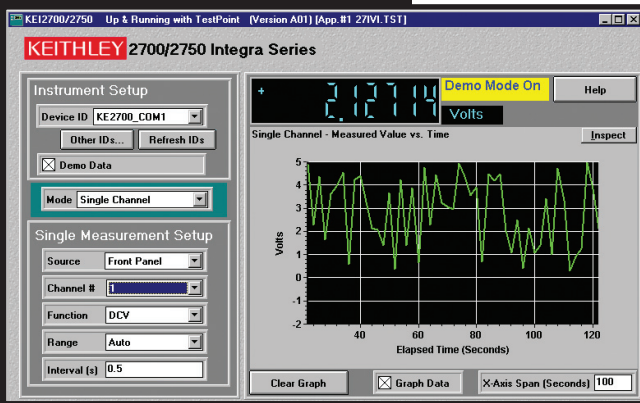 KEI2700/2750 Up & Running with TestPoint (Version A01) [App.#1 27IVI.TST]
KEITHLEY 2700/2750 Integra Series
Instrument Setup
Device ID KE2700_COM1
Other IDs... Refresh IDs
Demo Data
Mode Single Channel
Single Measurement Setup
Source Front Panel
Channel # 1
Function DCV
Range Auto
Interval (s) 0.5
+ 2.12714
Demo Mode On
Volts
Help
Single Channel - Measured Value vs. Time
Inspect
5
4
3
2
1
0
-1
-2
Volts
40 60 80 100 120
Elapsed Time (Seconds)
Clear Graph
Graph Data
X-Axis Span (Seconds) 100